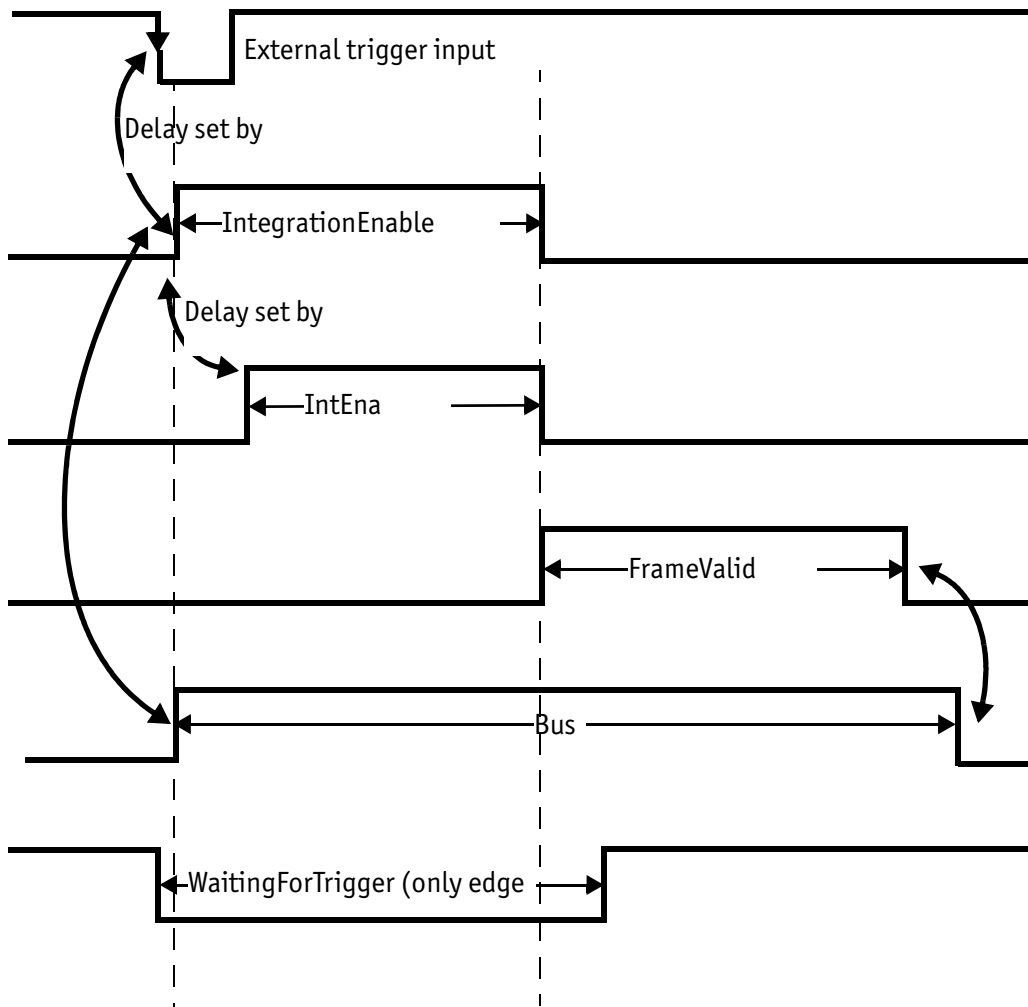 External trigger input
Delay set by
IntegrationEnable
Delay set by
IntEna
FrameValid
Bus
WaitingForTrigger (only edge